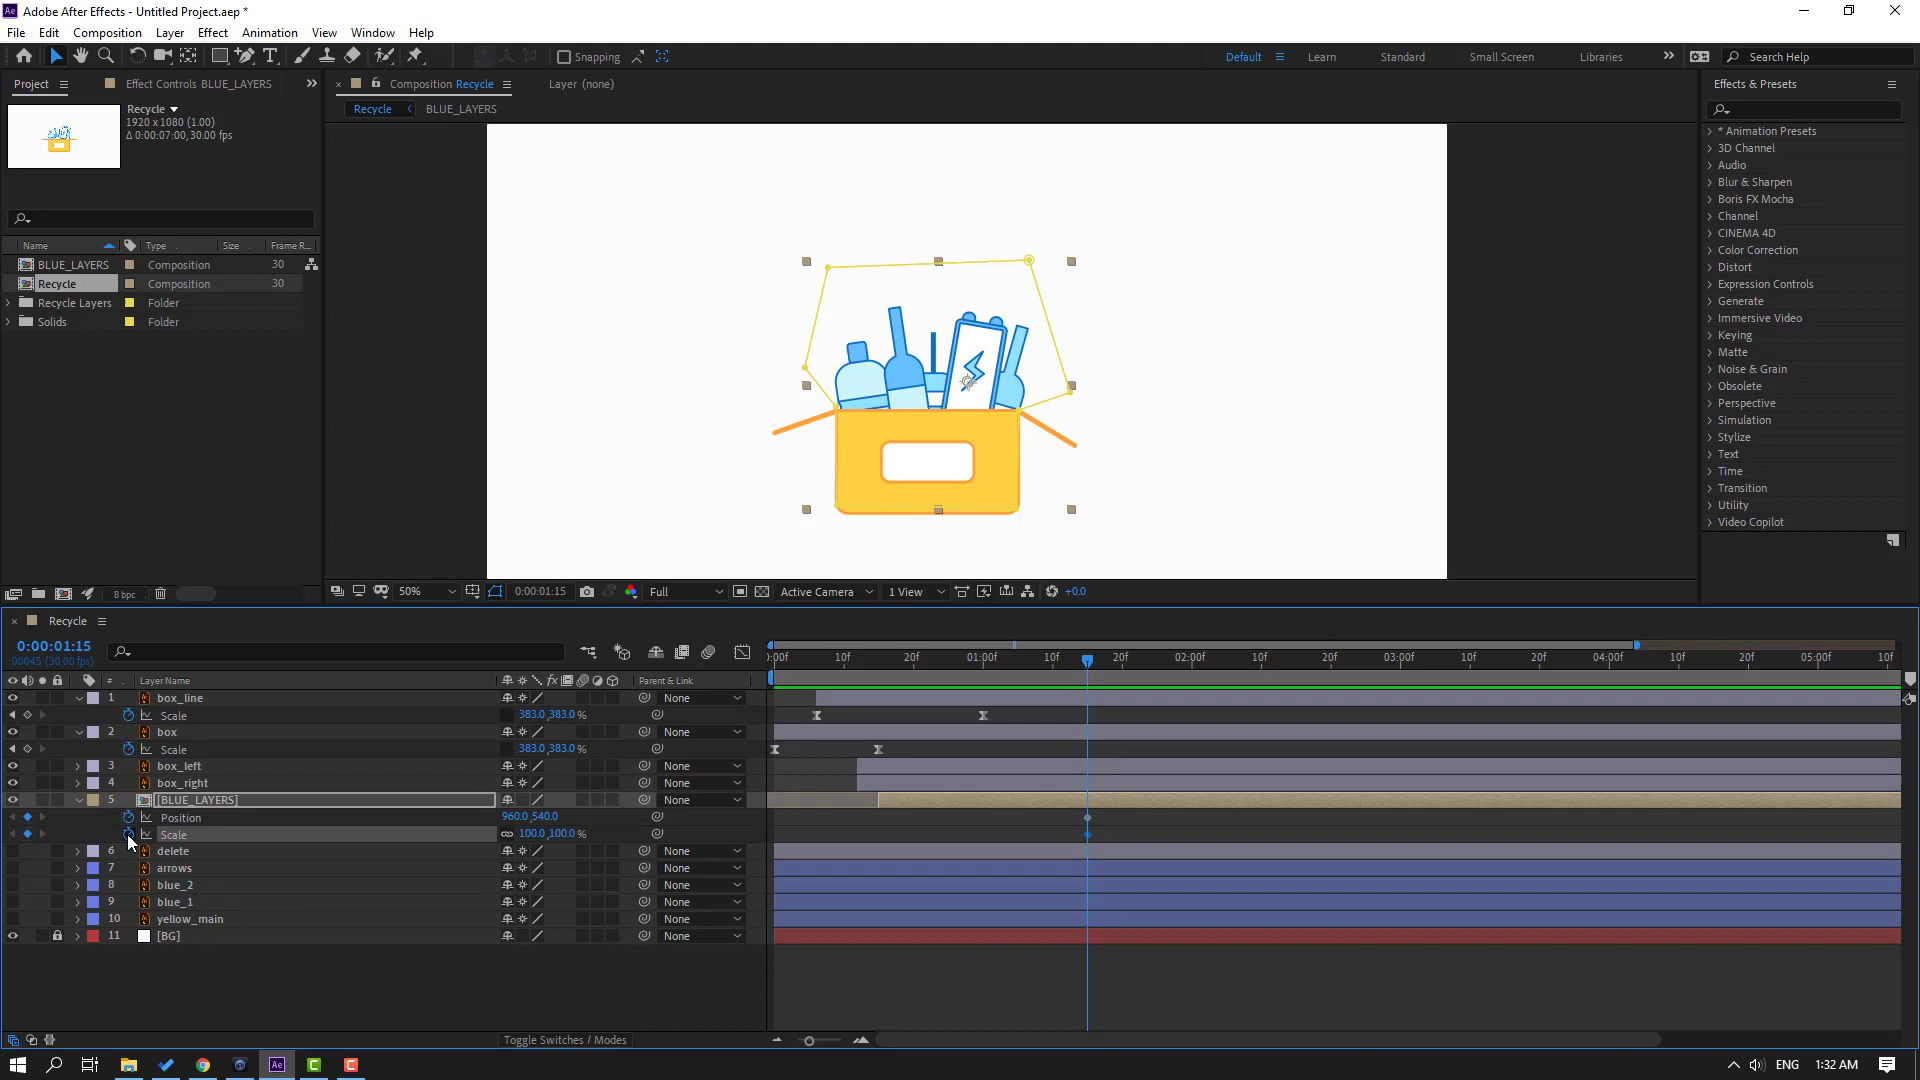 Adobe After Effects - Untitled Project.aep *
File Edit Composition Layer Effect Animation View Window Help
Snapping
Default Learn Standard Small Screen Libraries
Search Help
Project Effect Controls BLUE_LAYERS
Composition Recycle Layer (none)
Effects & Presets
Recycle
1920 x 1080 (1.00)
Δ 0:00:07:00, 30.00 fps
Recycle BLUE_LAYERS
Name Type Size Frame R...
BLUE_LAYERS Composition 30
Recycle Composition 30
Recycle Layers Folder
Solids Folder
* Animation Presets
3D Channel
Audio
Blur & Sharpen
Boris FX Mocha
Channel
CINEMA 4D
Color Correction
Distort
Expression Controls
Generate
Immersive Video
Keying
Matte
Noise & Grain
Obsolete
Perspective
Simulation
Stylize
Text
Time
Transition
Utility
Video Copilot
8 bpc
50% 0:00:01:15 Full Active Camera 1 View +0.0
Recycle
0:00:01:15
00045 (30.00 fps)
:00f 10f 20f 01:00f 10f 20f 02:00f 10f 20f 03:00f 10f 20f 04:00f 10f 20f 05:00f 10f
# Layer Name fx Parent & Link
1 box_line None
Scale 383.0,383.0 %
2 box None
Scale 383.0,383.0 %
3 box_left None
4 box_right None
5 [BLUE_LAYERS] None
Position 960.0,540.0
Scale 100.0,100.0 %
6 delete None
7 arrows None
8 blue_2 None
9 blue_1 None
10 yellow_main None
11 [BG] None
Toggle Switches / Modes
Ae
ENG 1:32 AM